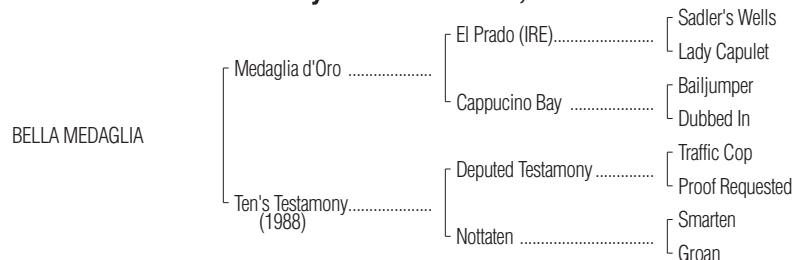 Sadler's Wells
El Prado (IRE)........................
Lady Capulet
Medaglia d'Oro ....................
Bailjumper
Cappucino Bay ....................
Dubbed In
BELLA MEDAGLIA
Traffic Cop
Deputed Testamony ..............
Proof Requested
Ten's Testamony....................
(1988)
Smarten
Nottaten ................................
Groan